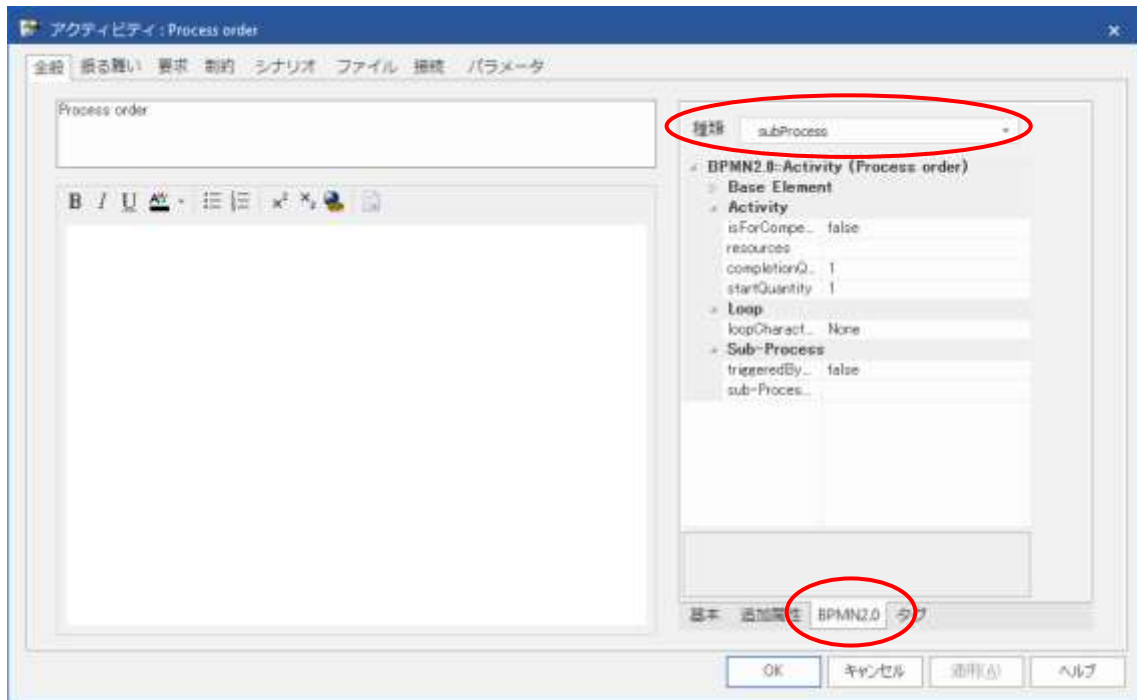 アクティビティ : Process order
全般 振る舞い 要求 制約 シナリオ ファイル 接続 パラメータ
Process order
種類 subProcess
BPMN2.0::Activity (Process order)
Base Element
Activity
isForCompe... false
resources
completionQ... 1
startQuantity 1
Loop
loopCharact... None
Sub-Process
triggeredBy... false
sub-Proces...
B I U
基本 追加属性 BPMN2.0 タグ
OK キャンセル 適用(A) ヘルプ